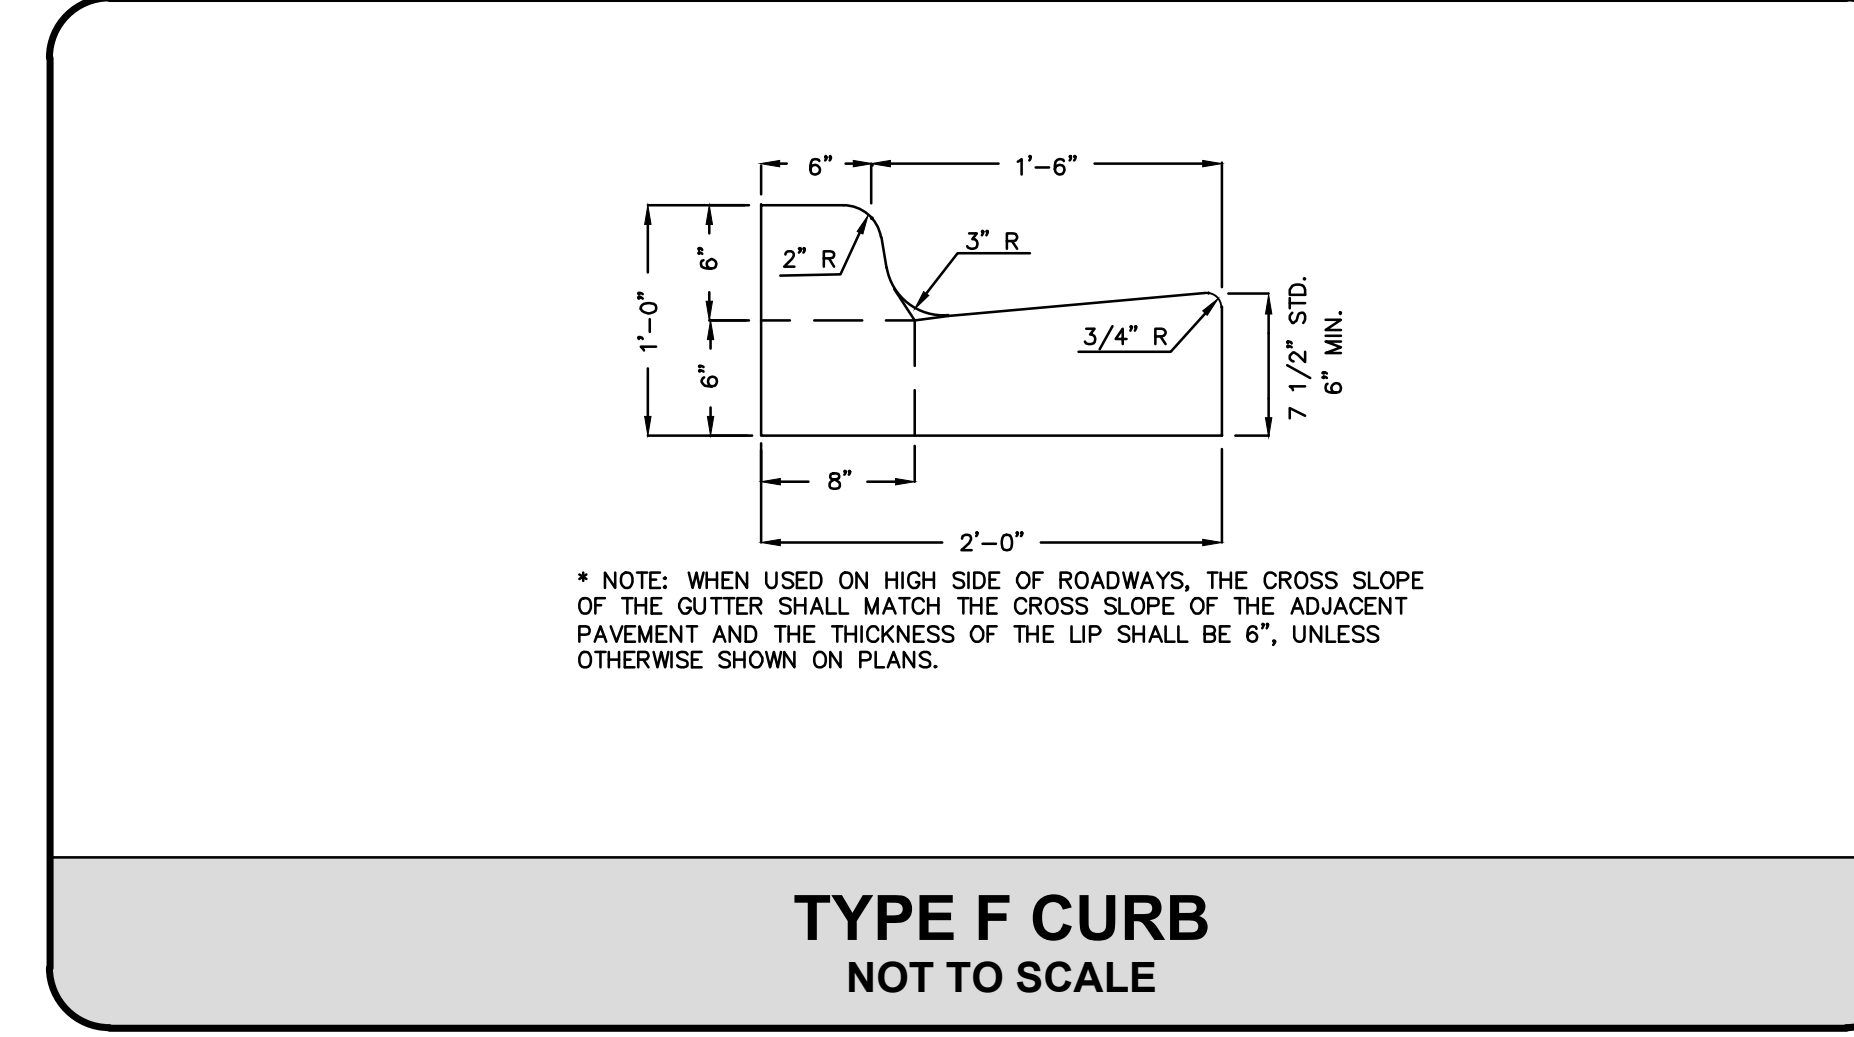 6" 1'-6"
2" R
3" R
6"
1'-0"
6"
3/4" R
7 1/2" STD.
6" MIN.
8"
2'-0"
* NOTE: WHEN USED ON HIGH SIDE OF ROADWAYS, THE CROSS SLOPE
OF THE GUTTER SHALL MATCH THE CROSS SLOPE OF THE ADJACENT
PAVEMENT AND THE THICKNESS OF THE LIP SHALL BE 6", UNLESS
OTHERWISE SHOWN ON PLANS.
TYPE F CURB
NOT TO SCALE